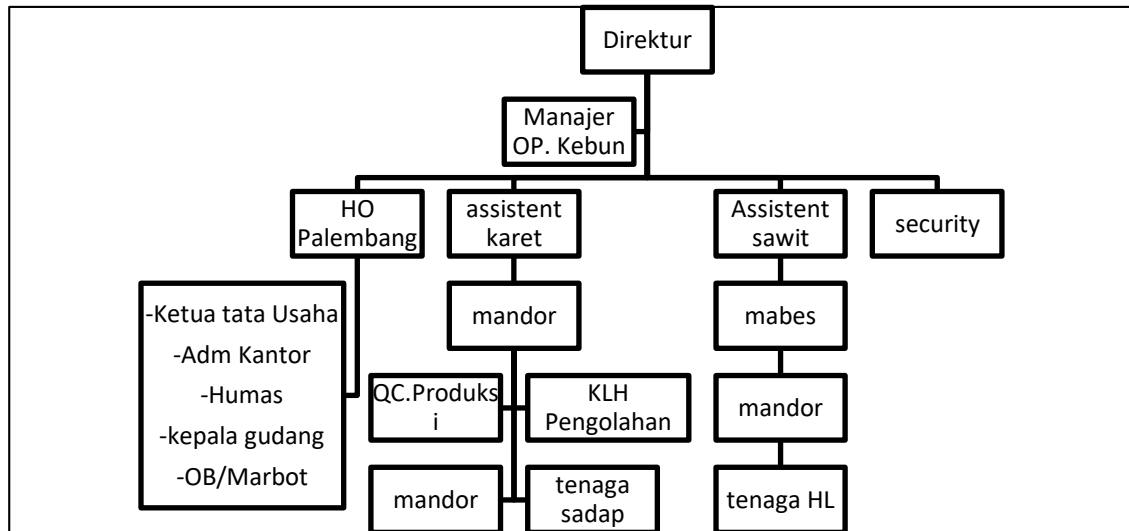 Direktur
Manajer
OP. Kebun
HO
Palembang
assistent
karet
Assistent
sawit
security
-Ketua tata Usaha
-Adm Kantor
-Humas
-kepala gudang
-OB/Marbot
mandor
mabes
QC.Produks
i
KLH
Pengolahan
mandor
mandor
tenaga
sadap
tenaga HL